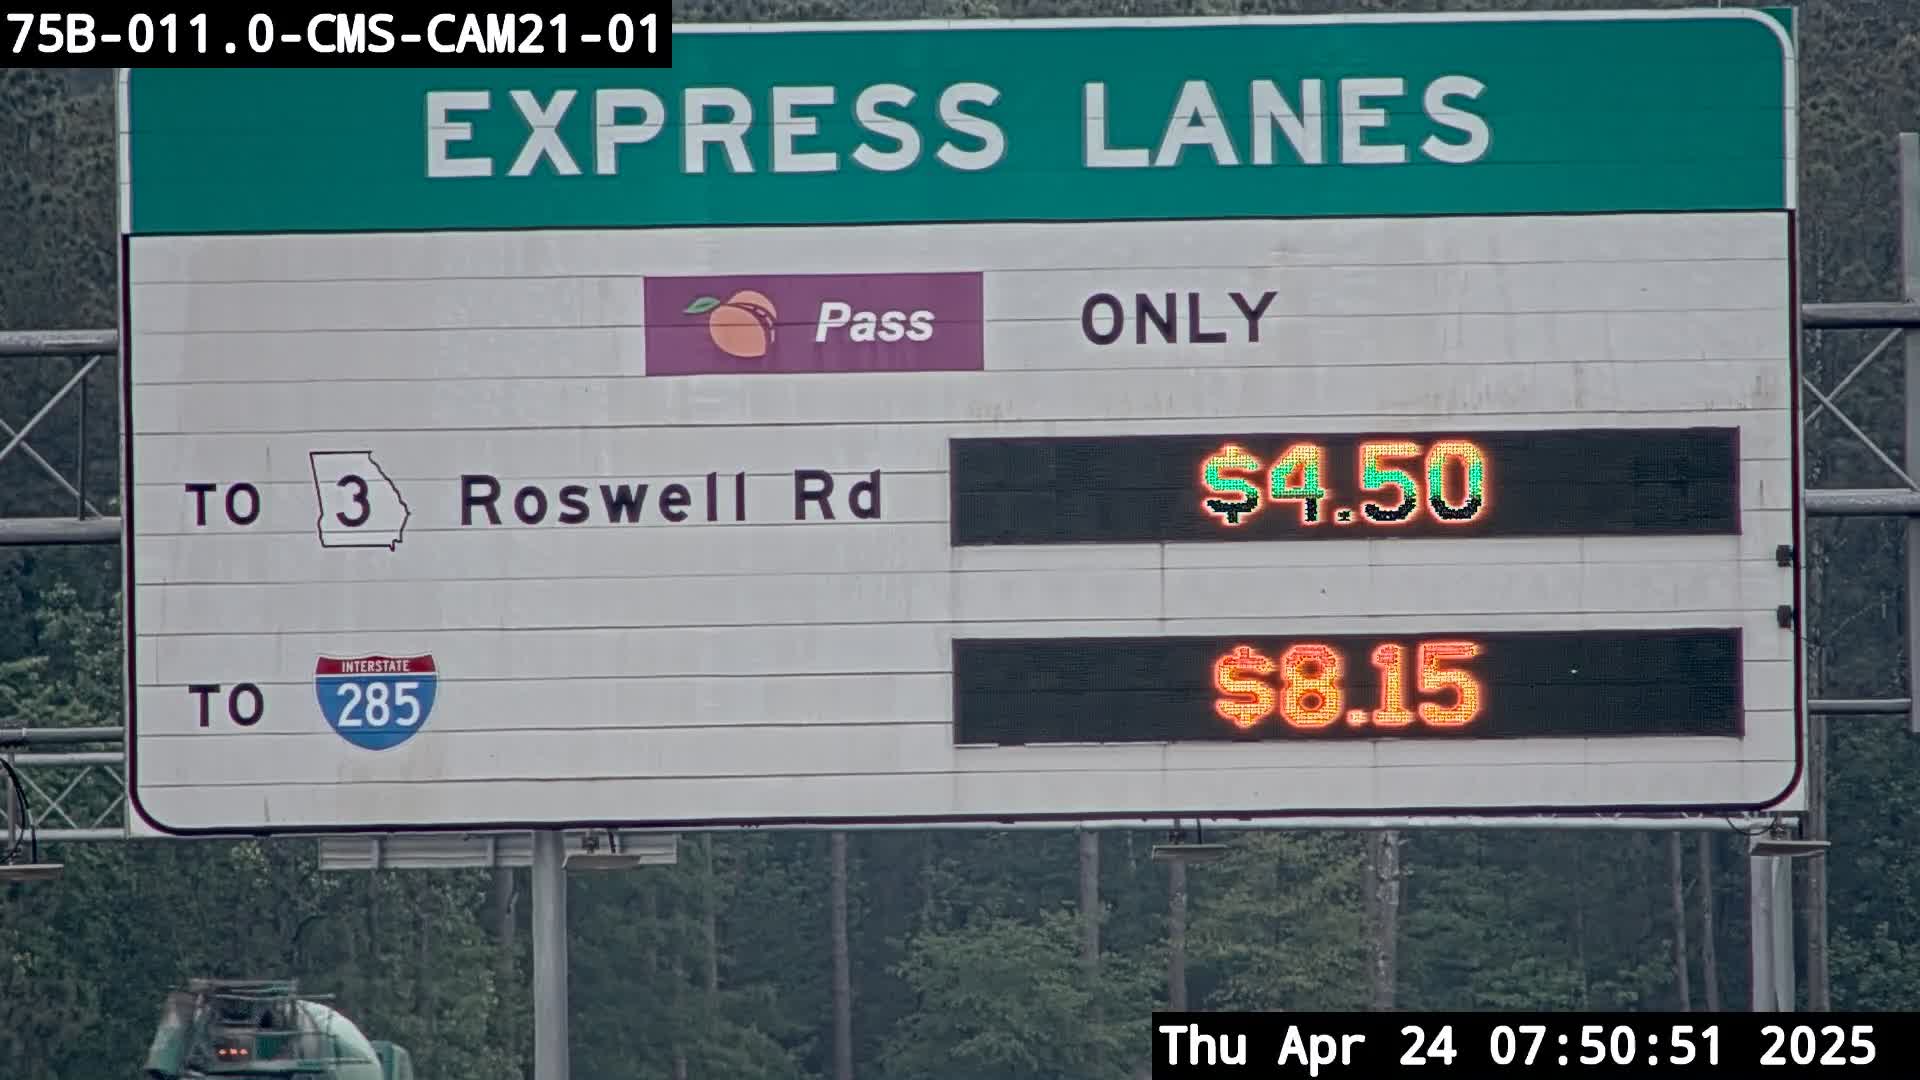 75B-011.0-CMS-CAM21-01
EXPRESS LANES
Pass ONLY
TO 3 Roswell Rd $4.50
INTERSTATE
TO 285 $8.15
Thu Apr 24 07:50:51 2025